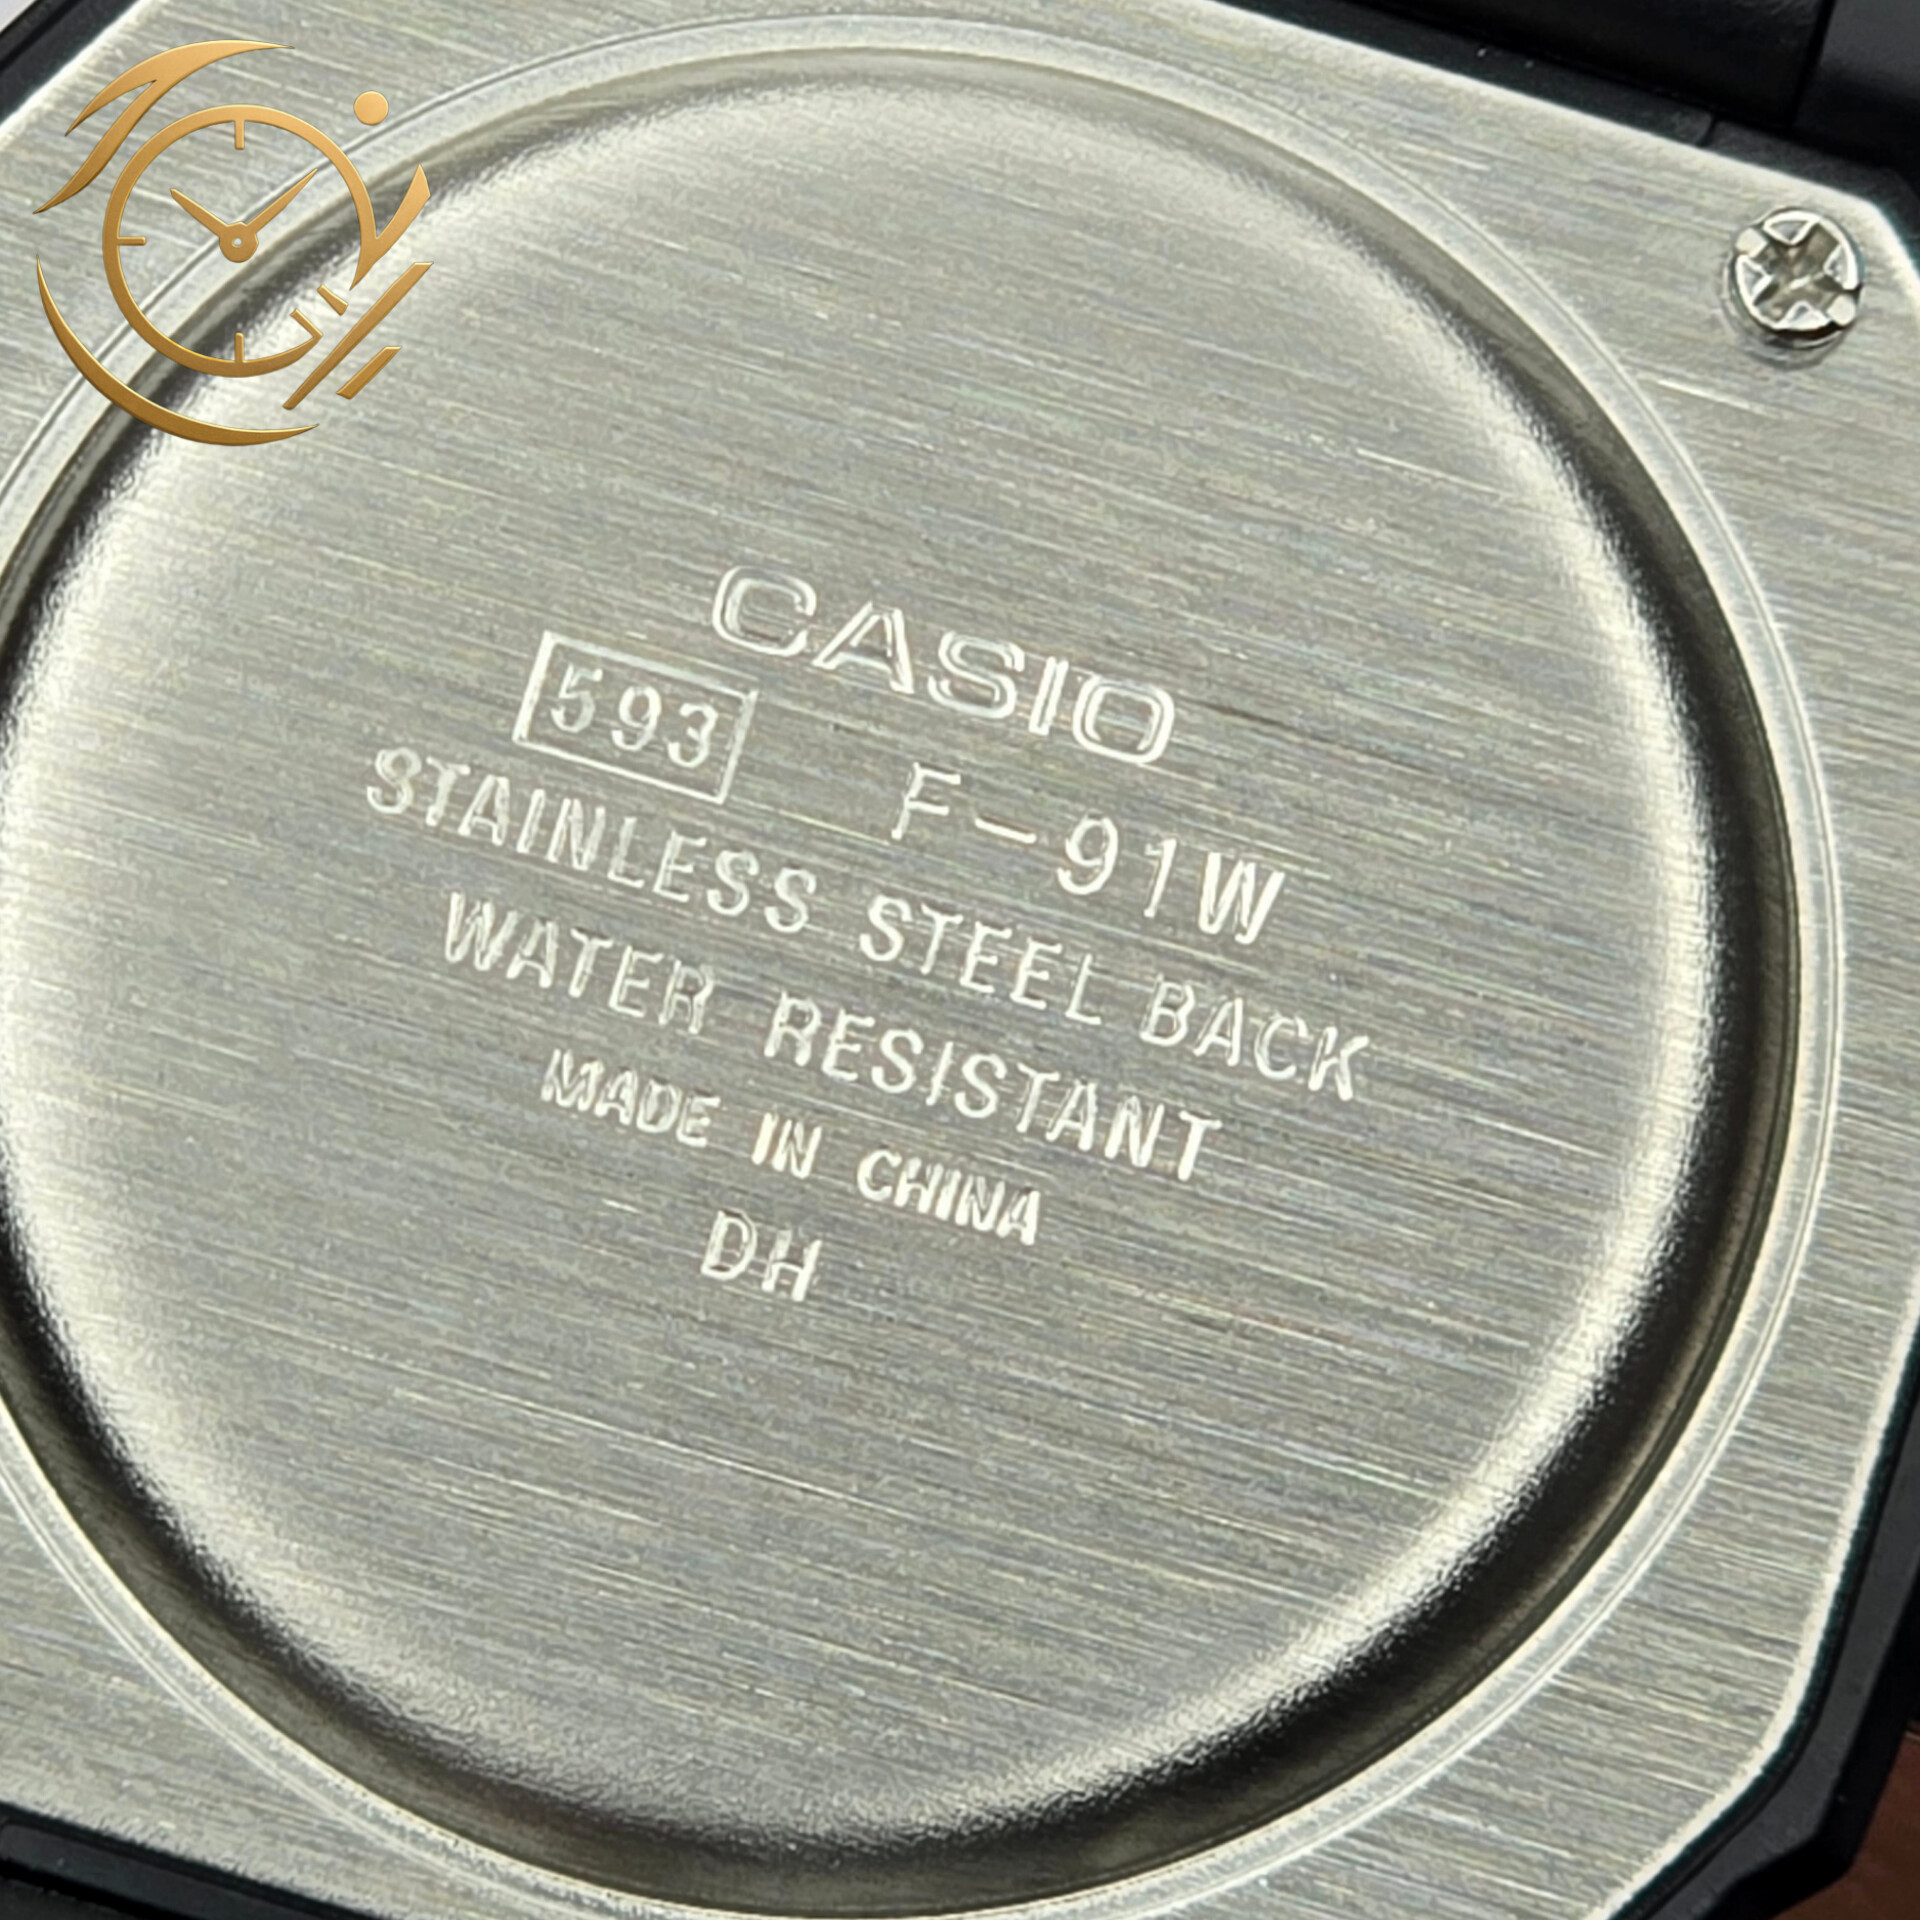 CASIO
593 F-91W
STAINLESS STEEL BACK
WATER RESISTANT
MADE IN CHINA
DH